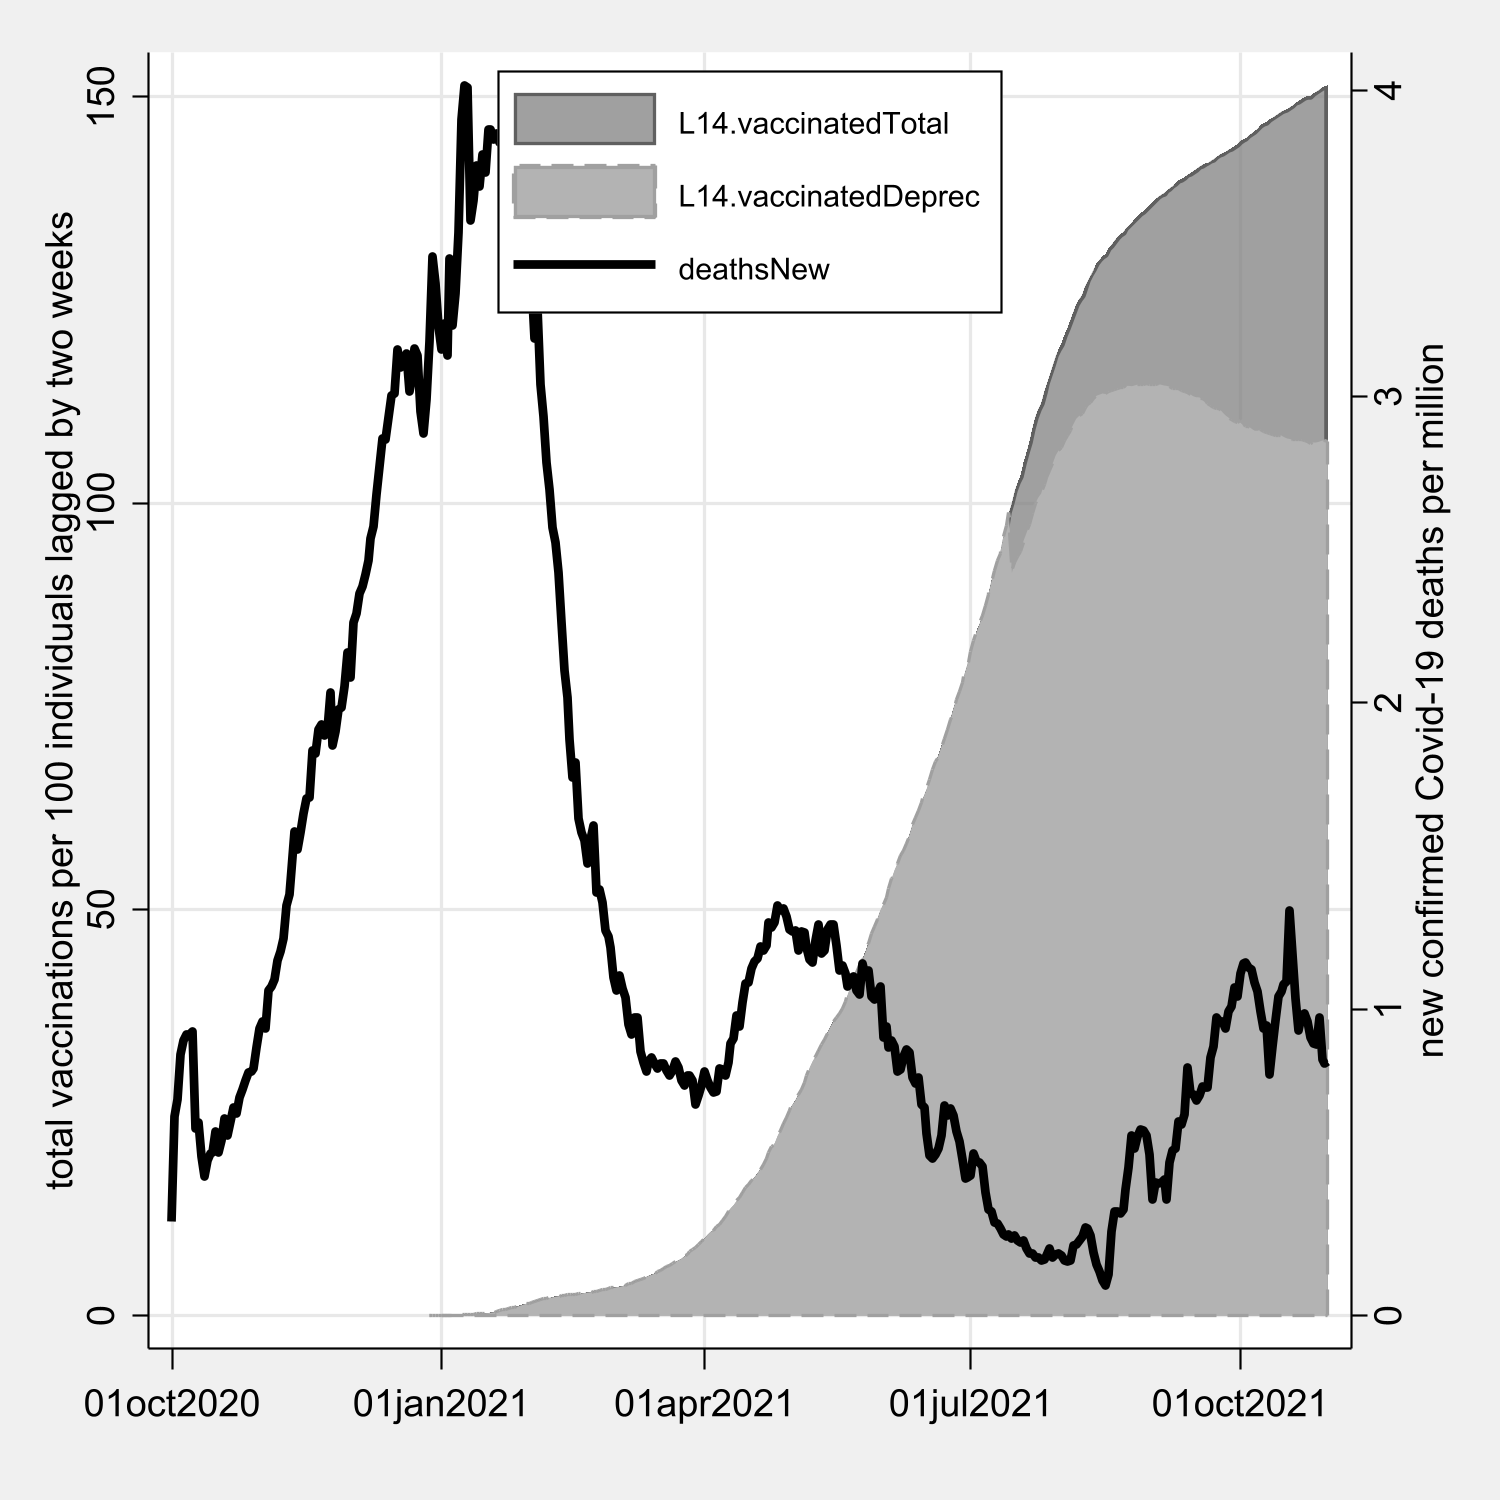 L14.vaccinatedTotal
L14.vaccinatedDeprec
deathsNew
total vaccinations per 100 individuals lagged by two weeks
150
100
50
0
new confirmed Covid-19 deaths per million
4
3
2
1
0
01oct2020
01jan2021
01apr2021
01jul2021
01oct2021